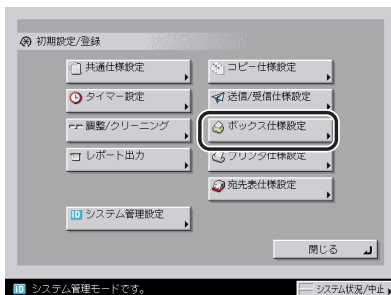 初期設定/登録
共通仕様設定
コピー仕様設定
タイマー設定
送信/受信仕様設定
調整/クリーニング
ボックス仕様設定
レポート出力
プリンタ仕様設定
宛先表仕様設定
ID システム管理設定
閉じる
ID システム管理モードです。
システム状況/中止